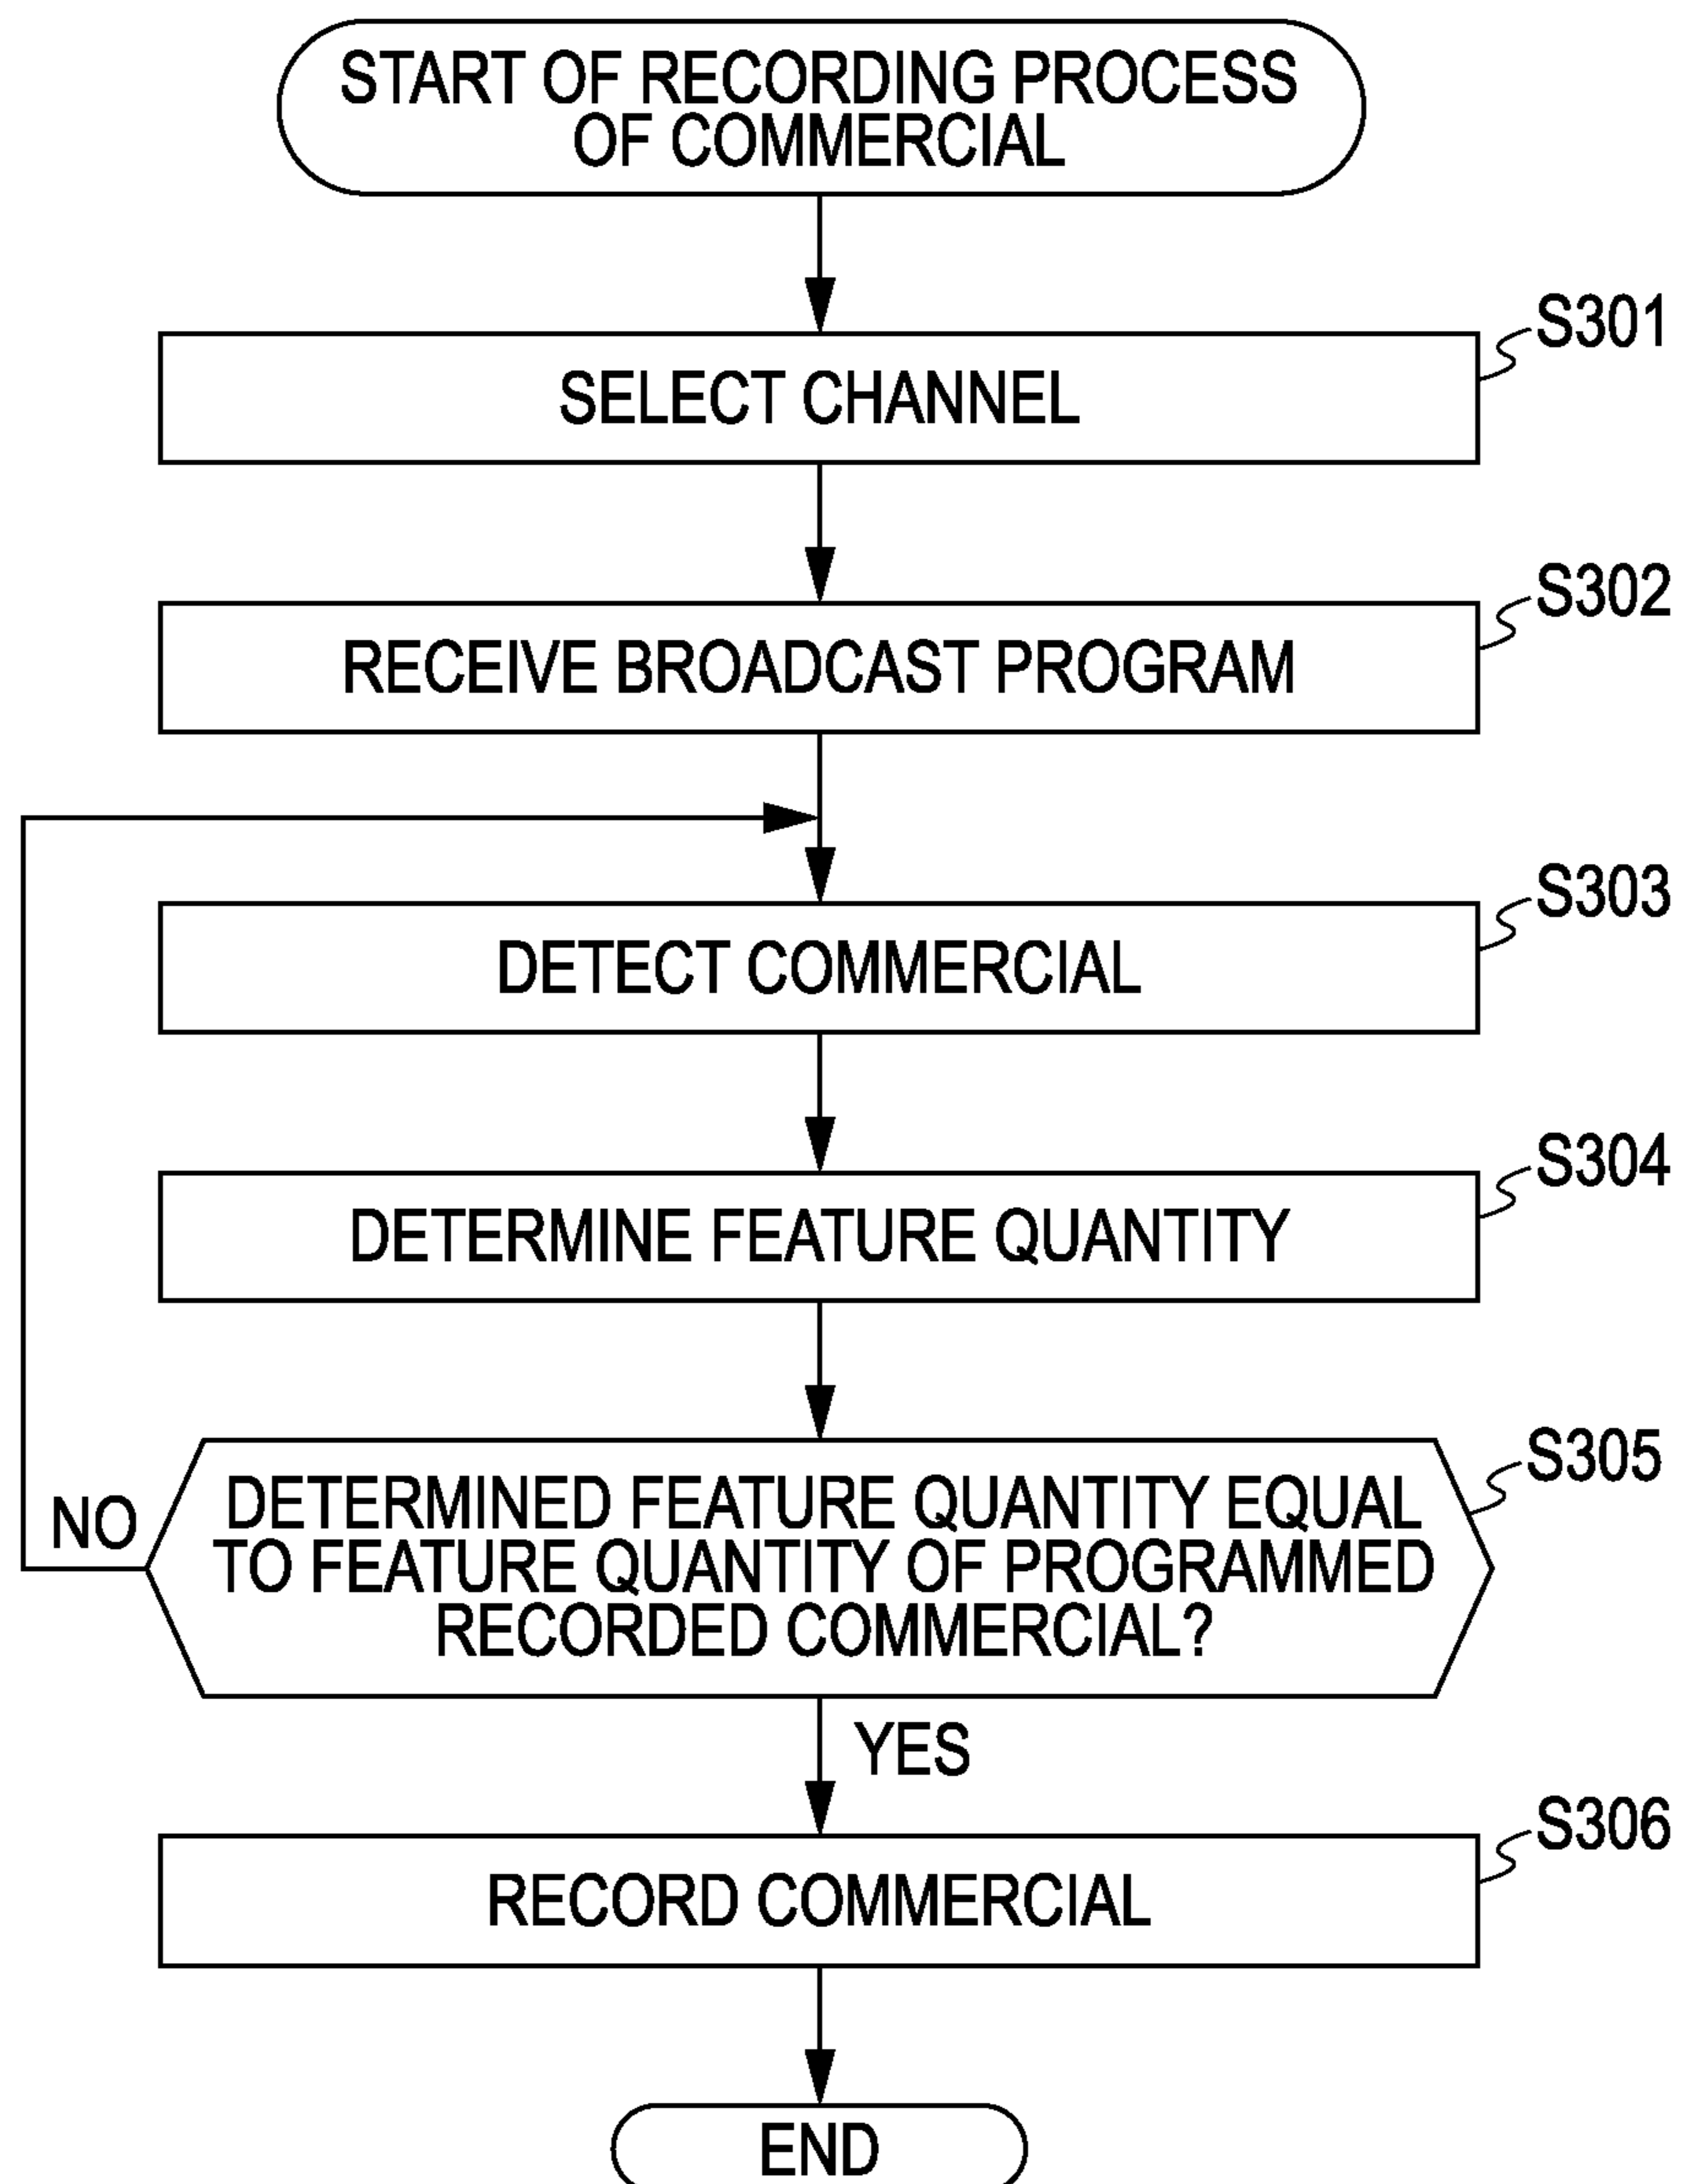 START OF RECORDING PROCESS
OF COMMERCIAL
S301
SELECT CHANNEL
S302
RECEIVE BROADCAST PROGRAM
S303
DETECT COMMERCIAL
S304
DETERMINE FEATURE QUANTITY
S305
DETERMINED FEATURE QUANTITY EQUAL
TO FEATURE QUANTITY OF PROGRAMMED
RECORDED COMMERCIAL?
NO
YES
S306
RECORD COMMERCIAL
END